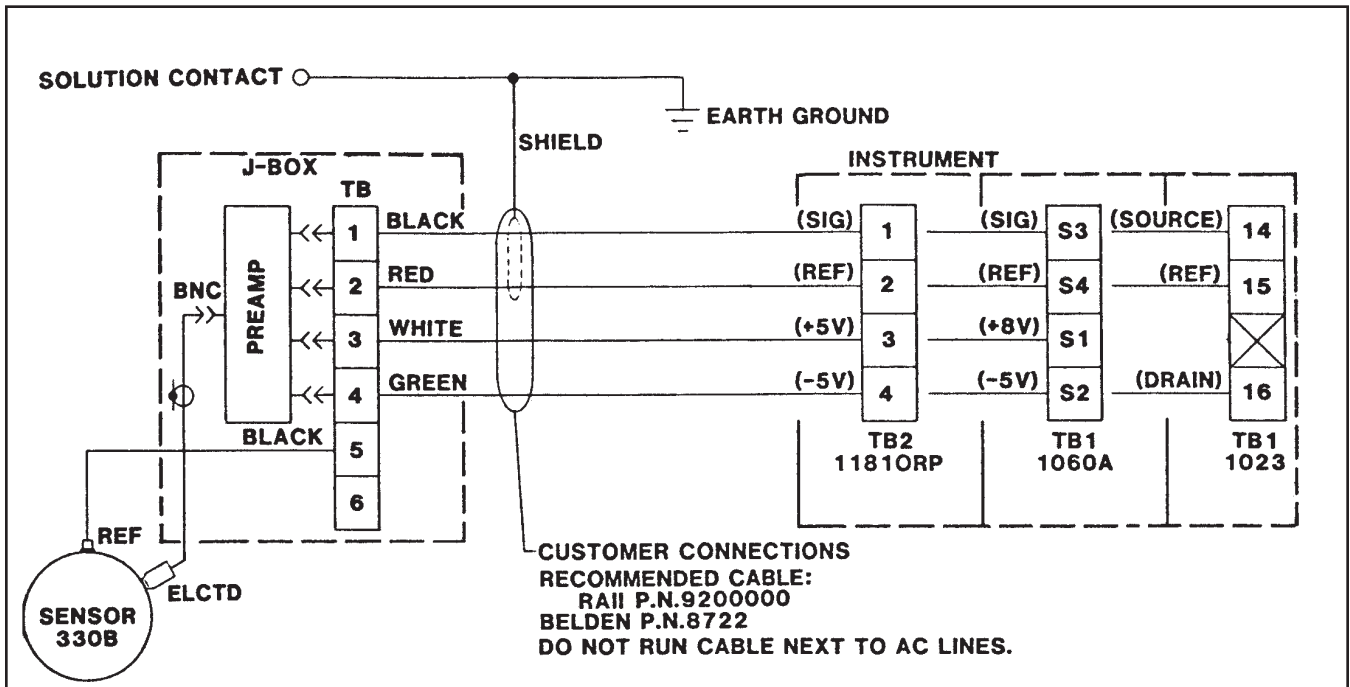 SOLUTION CONTACT
EARTH GROUND
SHIELD
J-BOX
INSTRUMENT
TB
BNC
PREAMP
1 BLACK (SIG) 1 (SIG) S3 (SOURCE) 14
2 RED (REF) 2 (REF) S4 (REF) 15
3 WHITE (+5V) 3 (+8V) S1
4 GREEN (-5V) 4 (-5V) S2 (DRAIN) 16
BLACK 5
6
TB2 TB1 TB1
1181ORP 1060A 1023
REF
ELCTD
SENSOR
330B
CUSTOMER CONNECTIONS
RECOMMENDED CABLE:
RAII P.N.9200000
BELDEN P.N.8722
DO NOT RUN CABLE NEXT TO AC LINES.